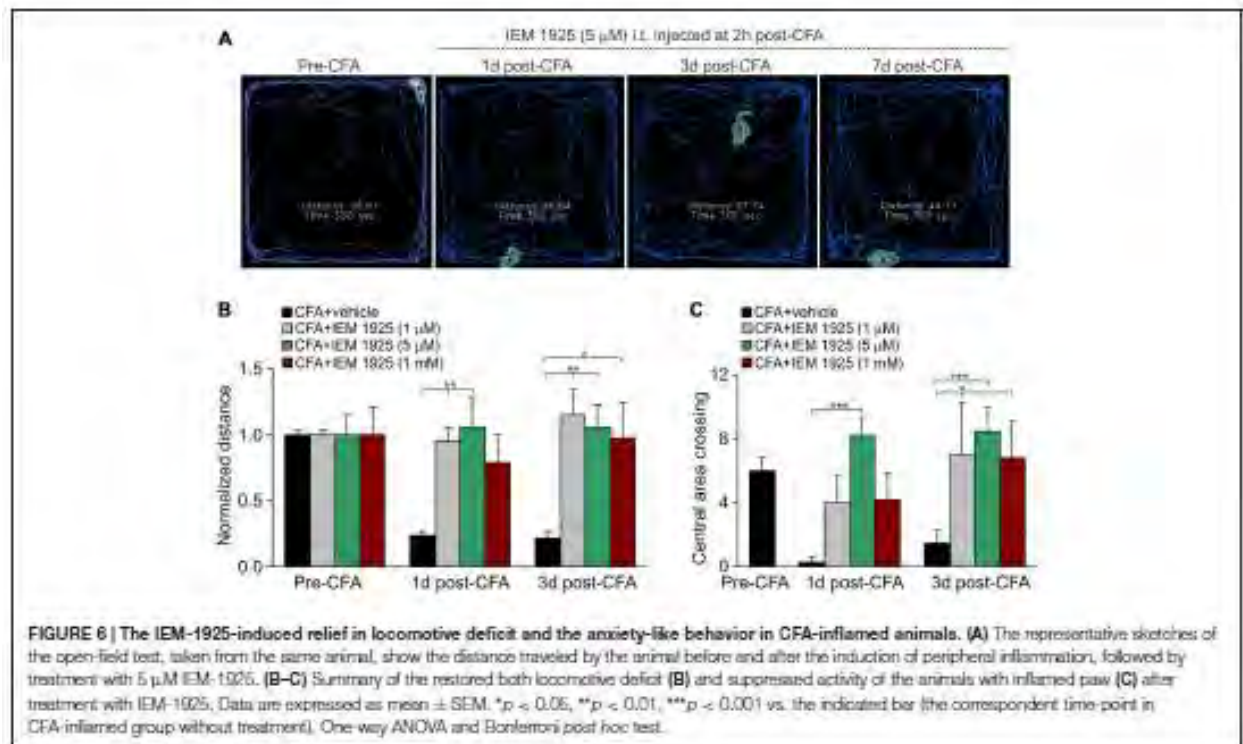 A
IEM 1925 (5 μM) i.t. injected at 2h post-CFA
Pre-CFA 1d post-CFA 3d post-CFA 7d post-CFA
Distance
Time
Distance
Time
Distance
Time
Distance
Time
B
■CFA+vehicle
■CFA+IEM 1925 (1 μM)
■CFA+IEM 1925 (5 μM)
■CFA+IEM 1925 (1 mM)
**
*
**
1.5
1.0
0.5
0.0
Normalized distance
Pre-CFA 1d post-CFA 3d post-CFA
C
■CFA+vehicle
■CFA+IEM 1925 (1 μM)
■CFA+IEM 1925 (5 μM)
■CFA+IEM 1925 (1 mM)
***
***
*
12
8
4
0
Central area crossing
Pre-CFA 1d post-CFA 3d post-CFA
FIGURE 6 | The IEM-1925-induced relief in locomotive deficit and the anxiety-like behavior in CFA-inflamed animals. (A) The representative sketches of
the open-field test, taken from the same animal, show the distance traveled by the animal before and after the induction of peripheral inflammation, followed by
treatment with 5 μM IEM-1925. (B–C) Summary of the restored both locomotive deficit (B) and suppressed activity of the animals with inflamed paw (C) after
treatment with IEM-1925. Data are expressed as mean ± SEM. *p < 0.05, **p < 0.01, ***p < 0.001 vs. the indicated bar (the correspondent time-point in
CFA-inflamed group without treatment). One-way ANOVA and Bonferroni post hoc test.